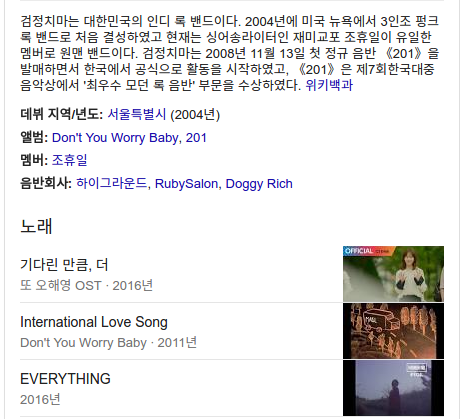 검정치마는 대한민국의 인디 록 밴드이다. 2004년에 미국 뉴욕에서 3인조 펑크
록 밴드로 처음 결성하였고 현재는 싱어송라이터인 재미교포 조휴일이 유일한
멤버로 원맨 밴드이다. 검정치마는 2008년 11월 13일 첫 정규 음반 《201》을
발매하면서 한국에서 공식으로 활동을 시작하였고, 《201》은 제7회한국대중
음악상에서 '최우수 모던 록 음반' 부문을 수상하였다. 위키백과
데뷔 지역/년도: 서울특별시 (2004년)
앨범: Don't You Worry Baby, 201
멤버: 조휴일
음반회사: 하이그라운드, RubySalon, Doggy Rich
노래
기다린 만큼, 더
또 오해영 OST · 2016년
OFFICIAL
International Love Song
Don't You Worry Baby · 2011년
EVERYTHING
2016년